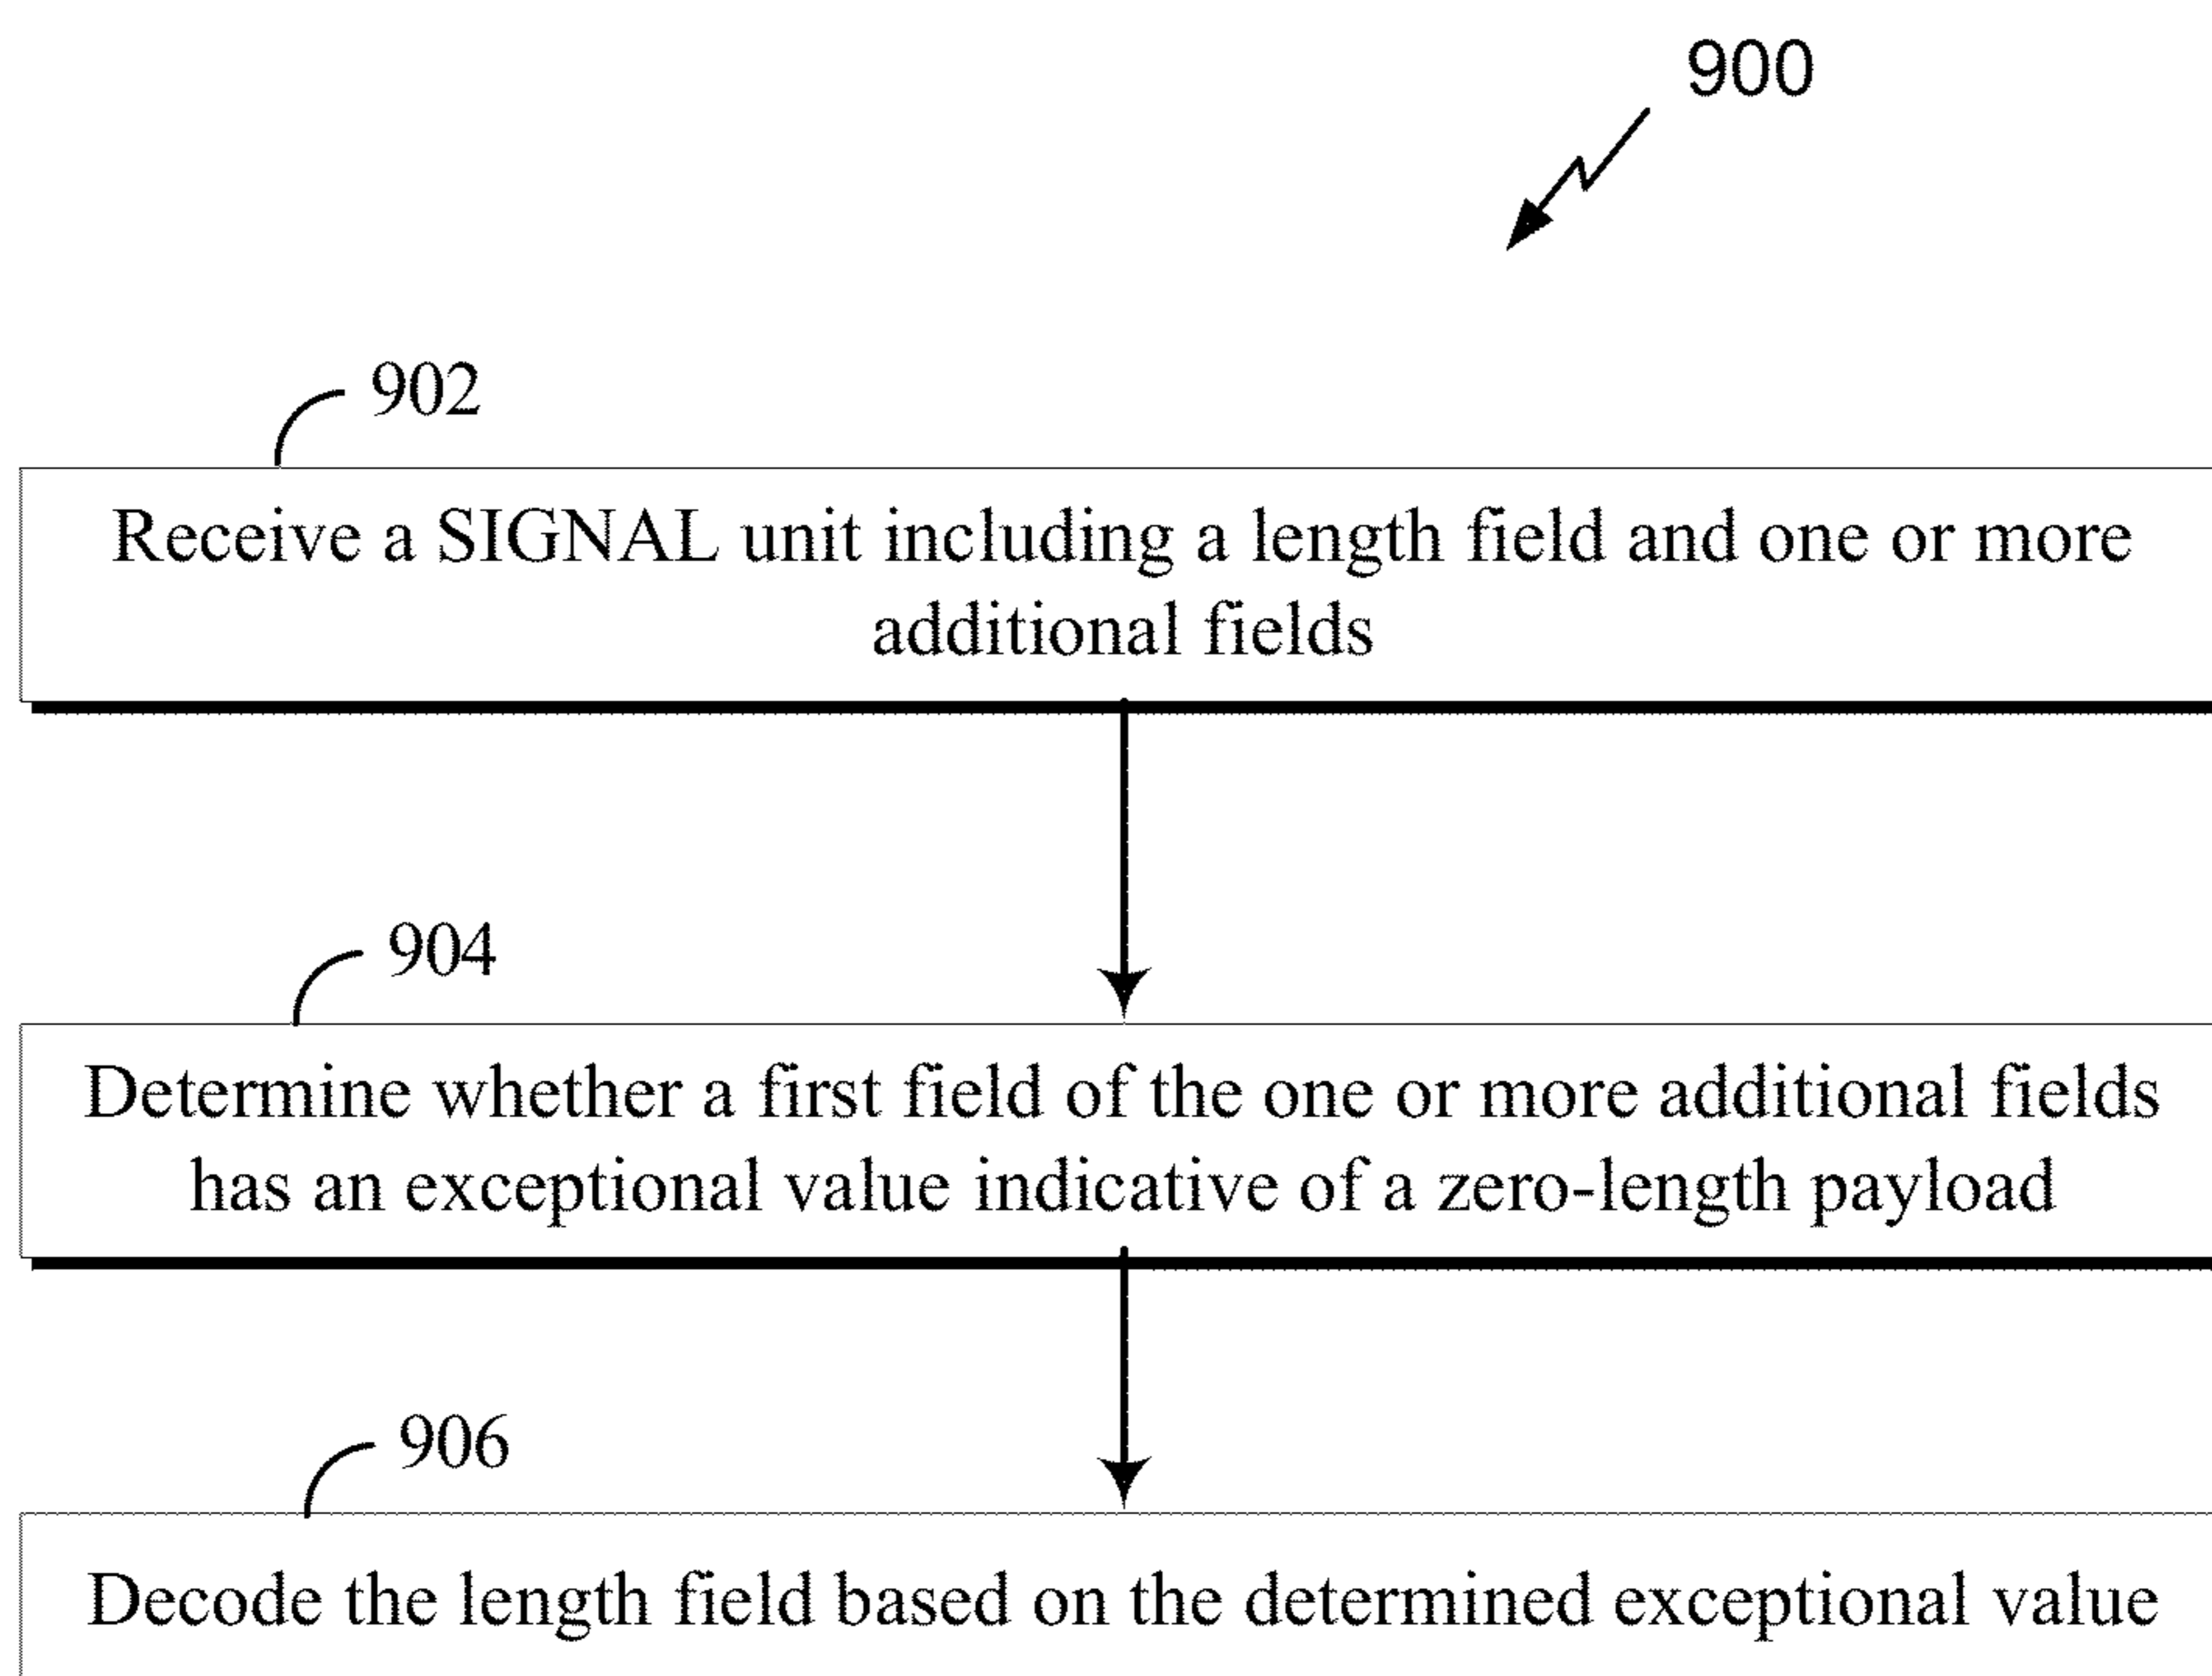 900
902
Receive a SIGNAL unit including a length field and one or more
additional fields
904
Determine whether a first field of the one or more additional fields
has an exceptional value indicative of a zero-length payload
906
Decode the length field based on the determined exceptional value